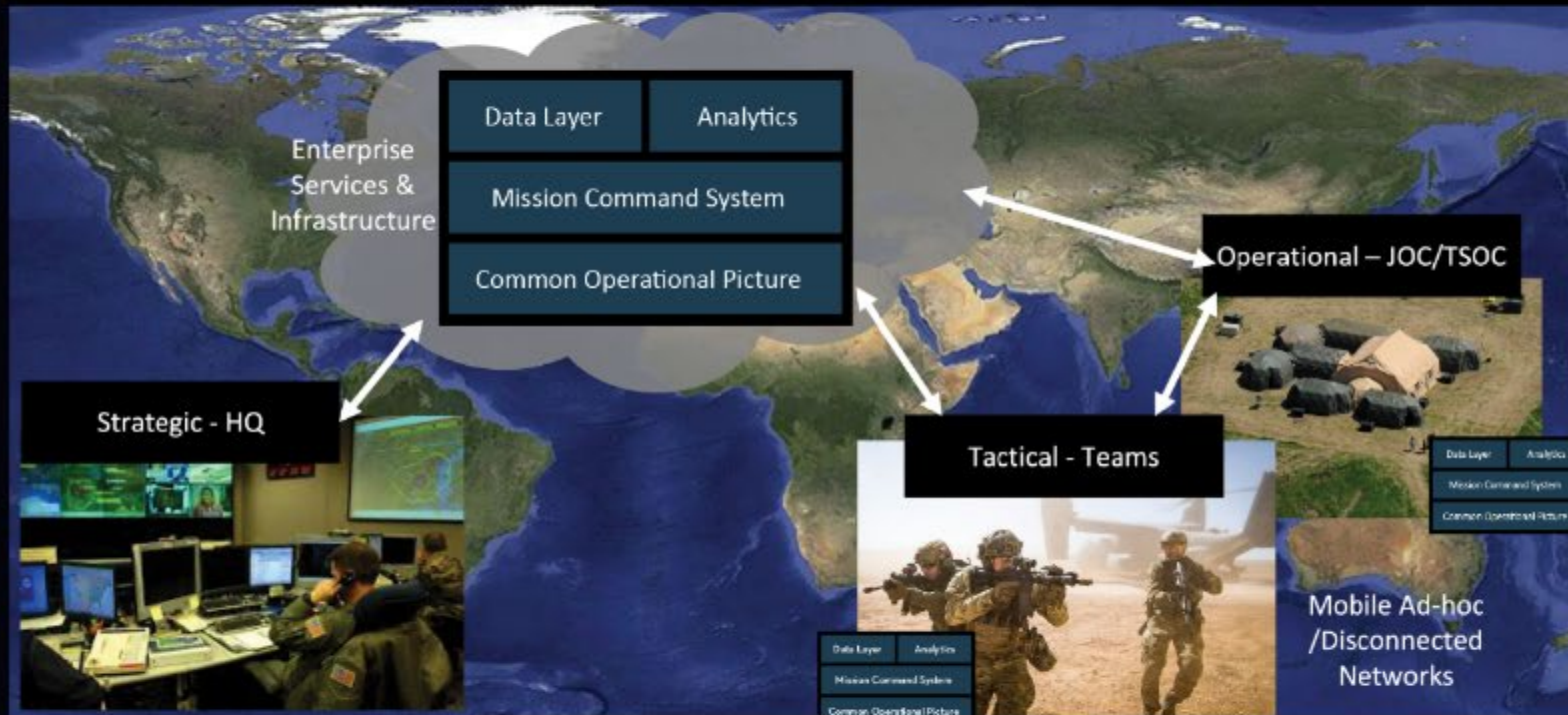 Enterprise
Services &
Infrastructure
Data Layer
Analytics
Mission Command System
Common Operational Picture
Operational – JOC/TSOC
Strategic - HQ
Tactical - Teams
Data Layer
Analytics
Mission Command System
Common Operational Picture
Mobile Ad-hoc
/Disconnected
Networks
Data Layer
Analytics
Mission Command System
Common Operational Picture